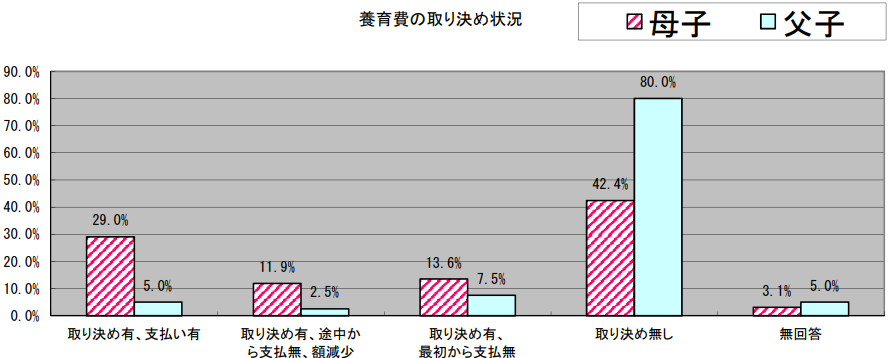 養育費の取り決め状況
母子 父子
90.0%
80.0%
70.0%
60.0%
50.0%
40.0%
30.0%
20.0%
10.0%
0.0%
29.0%
5.0%
11.9%
2.5%
13.6%
7.5%
42.4%
80.0%
3.1%
5.0%
取り決め有、支払い有
取り決め有、途中か
ら支払無、額減少
取り決め有、
最初から支払無
取り決め無し
無回答